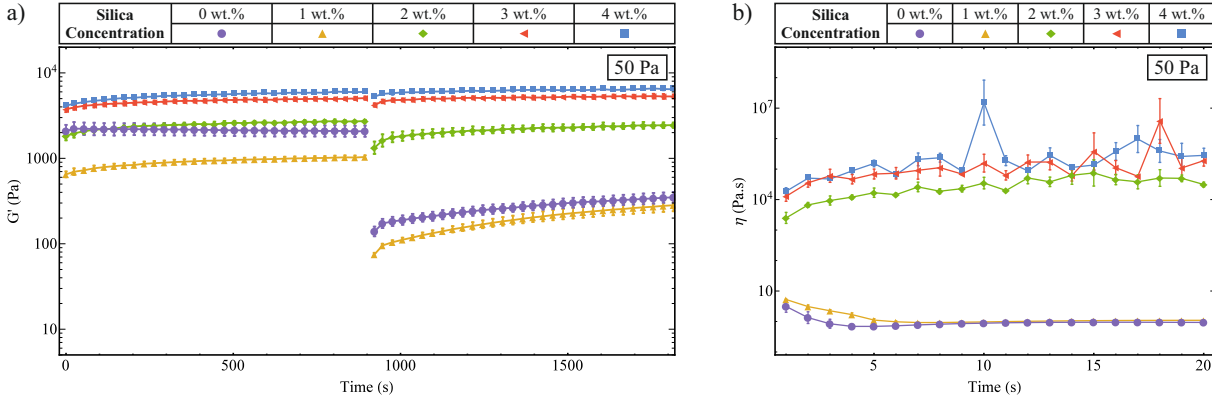 a)
Silica Concentration 0 wt.% 1 wt.% 2 wt.% 3 wt.% 4 wt.%
50 Pa
10⁴
1000
100
10
G' (Pa)
0 500 1000 1500
Time (s)
b)
Silica Concentration 0 wt.% 1 wt.% 2 wt.% 3 wt.% 4 wt.%
50 Pa
10⁷
10⁴
10
η (Pa.s)
5 10 15 20
Time (s)